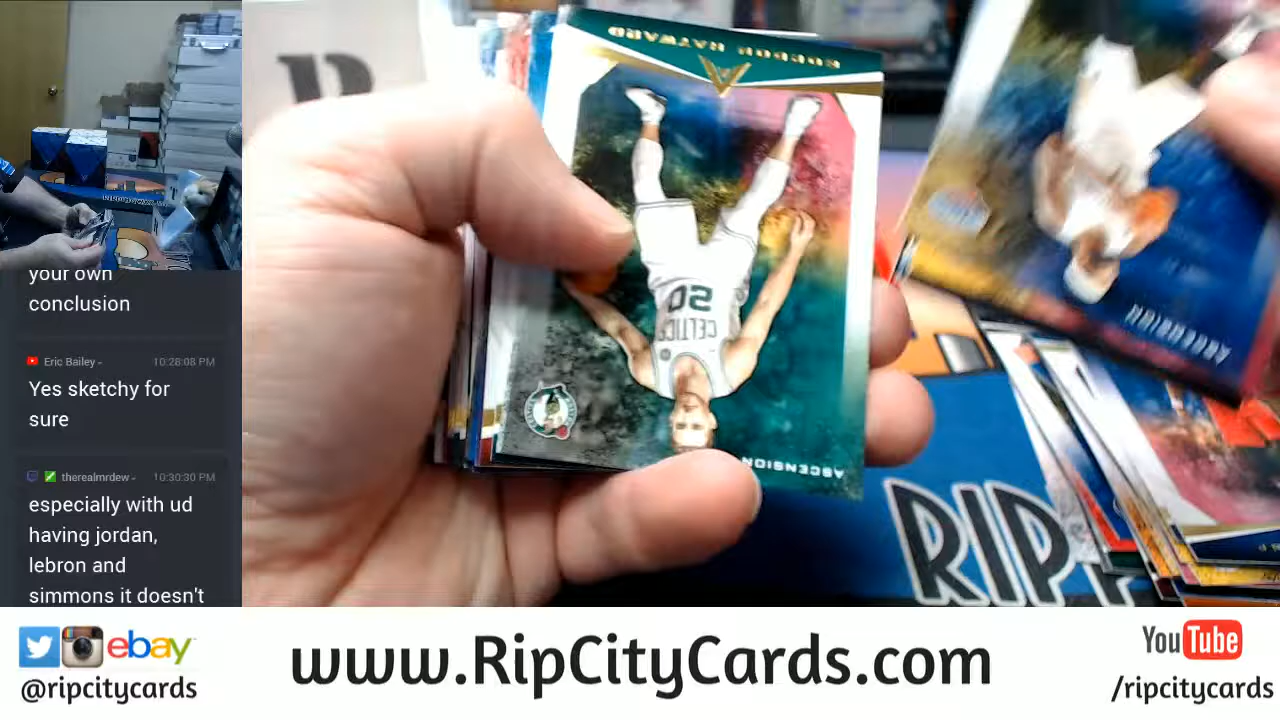 your own
conclusion
Eric Bailey
10:28:08 PM
Yes sketchy for
sure
therealmrdew
10:30:30 PM
especially with ud
having jordan,
lebron and
simmons it doesn't
GORDON HAYWARD
CELTICS
20
ASCENSION
ASCENSION
RIP
ebay
@ripcitycards
www.RipCityCards.com
YouTube
/ripcitycards